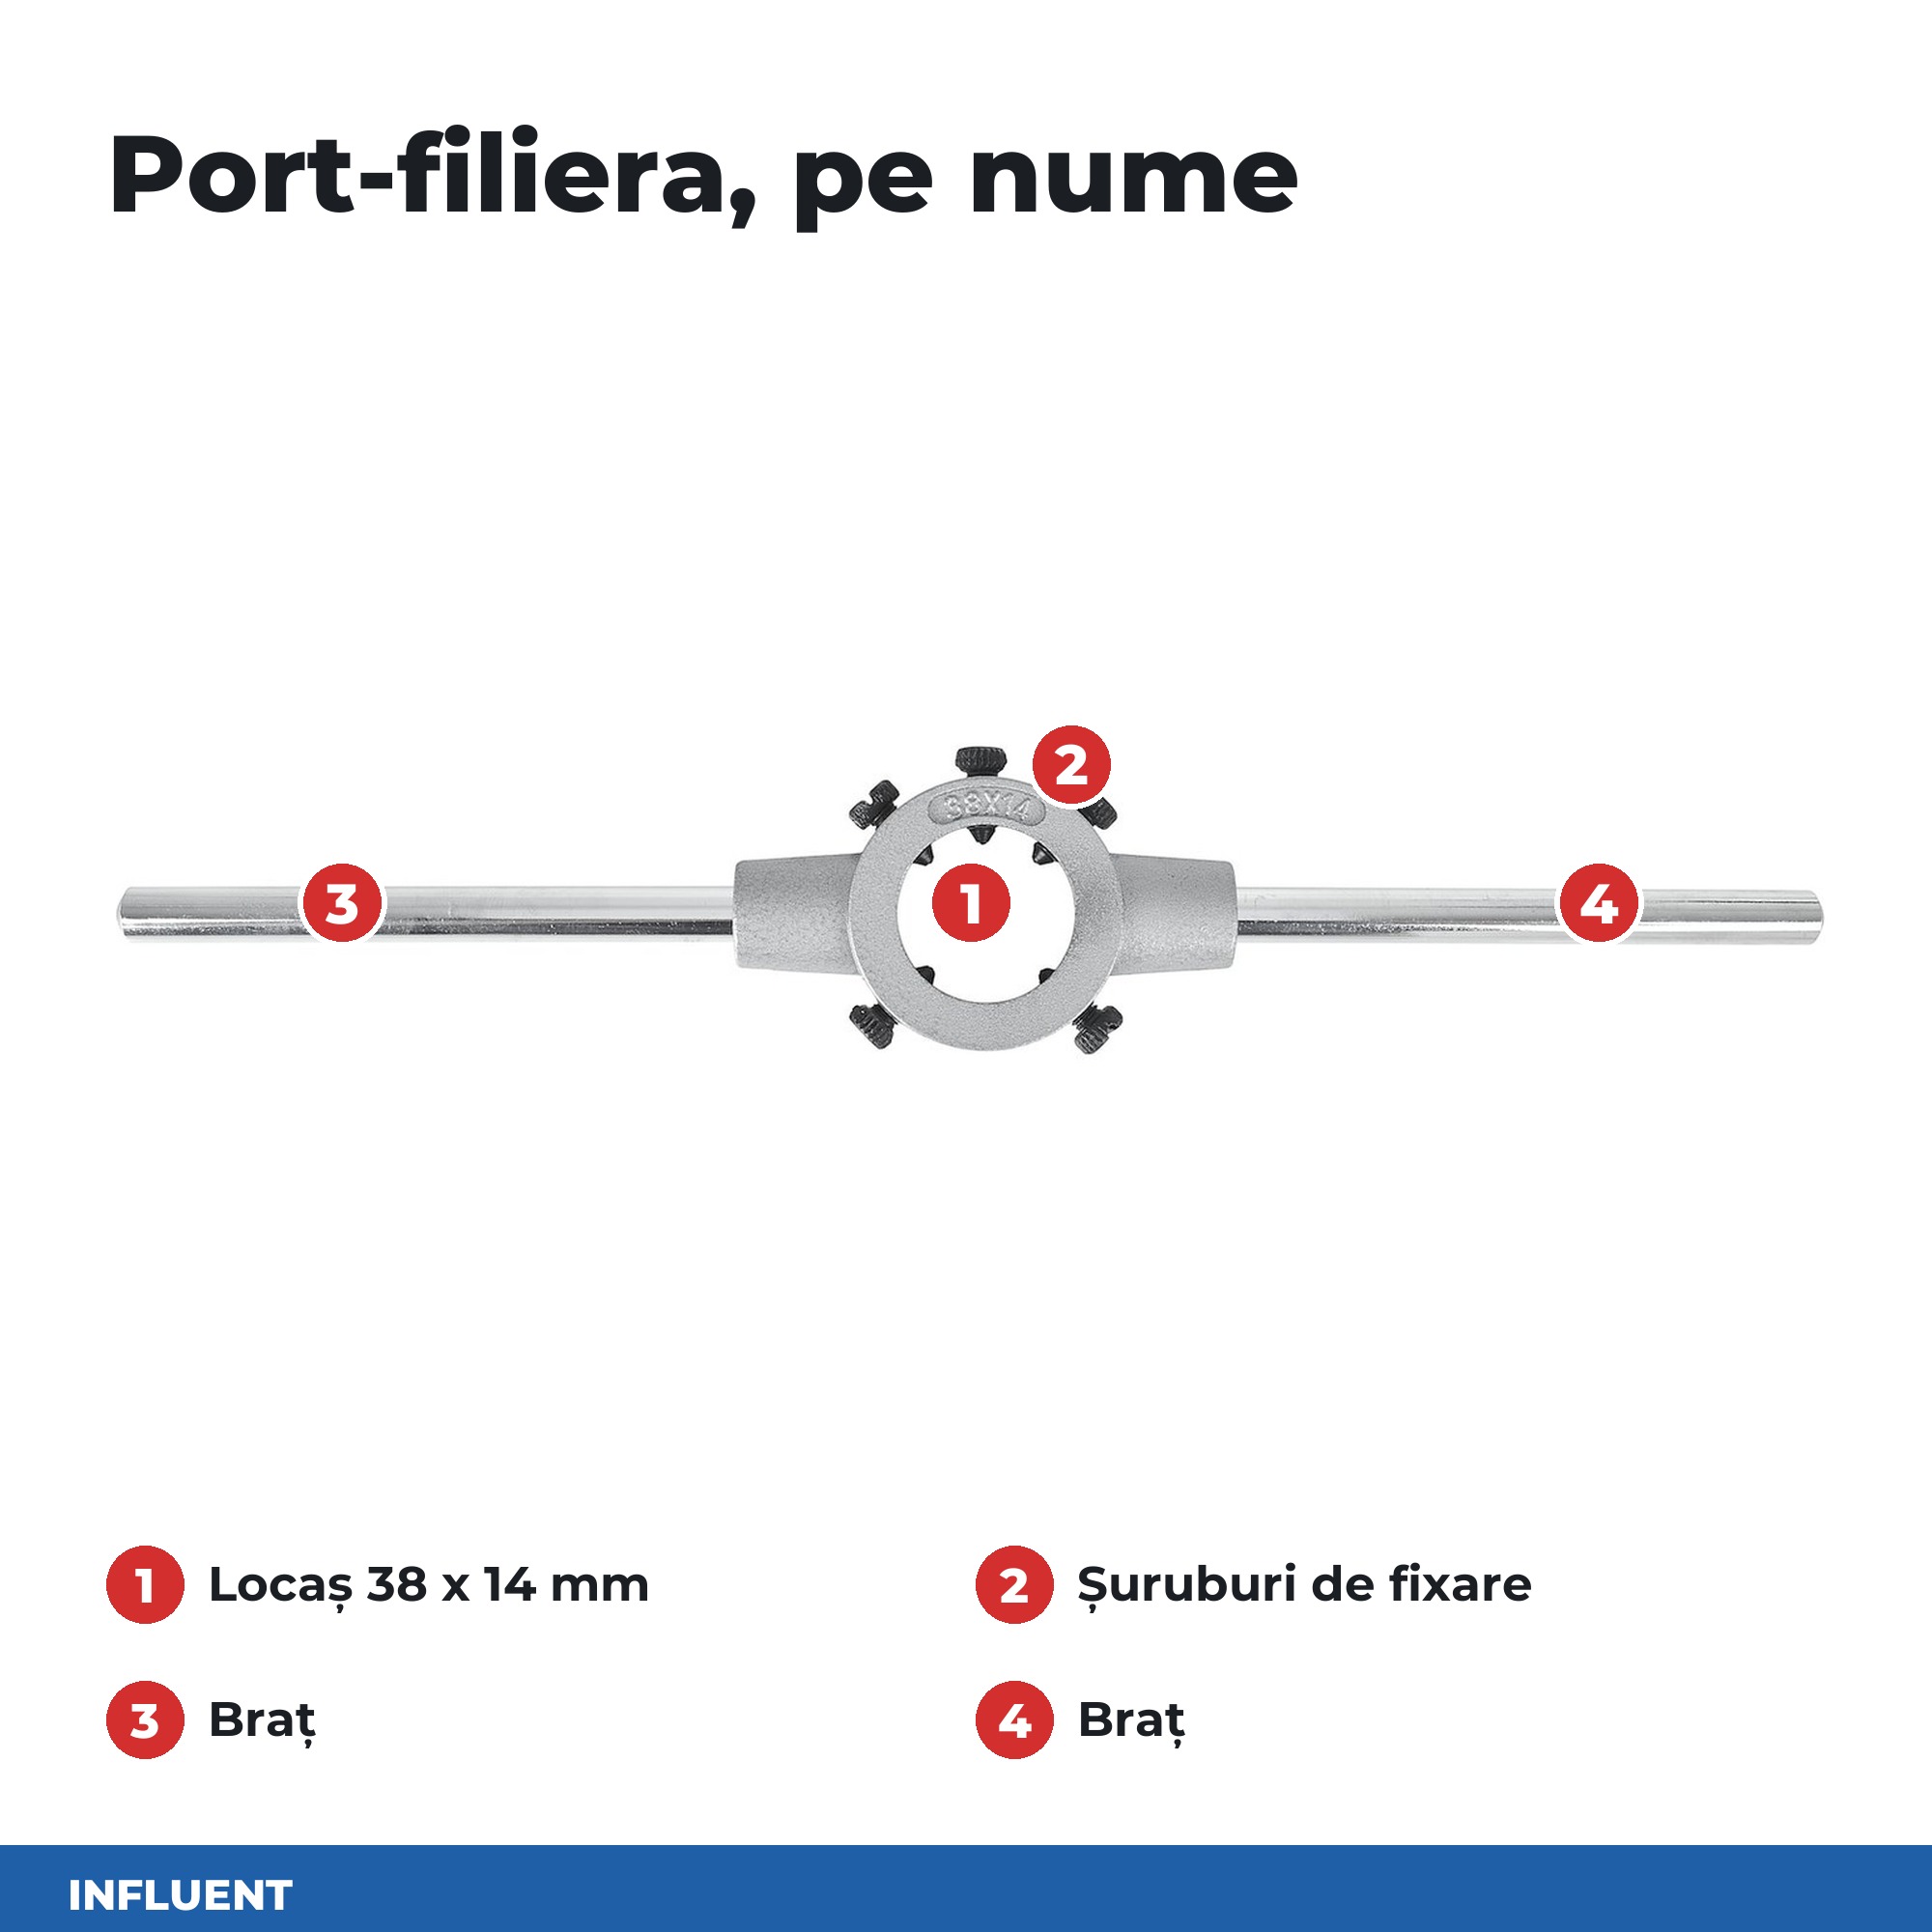 Port-filiera, pe nume
2
38X14
3
1
4
1 Locaș 38 x 14 mm
2 Șuruburi de fixare
3 Braț
4 Braț
INFLUENT